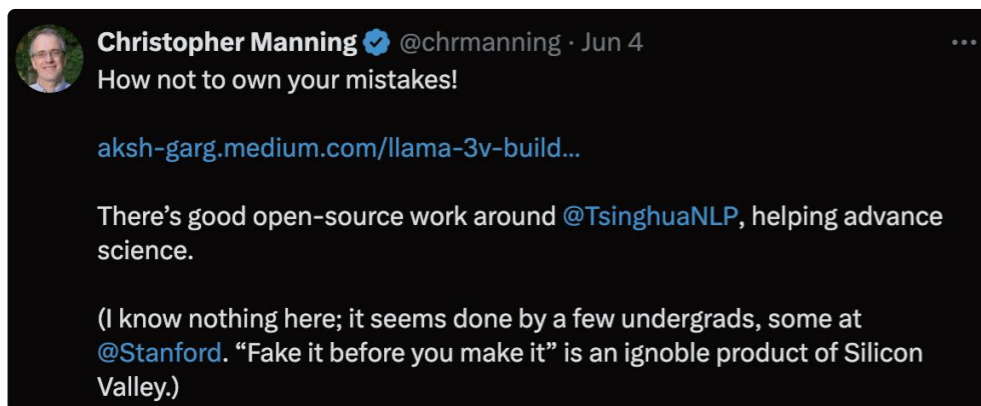 Christopher Manning @chrmanning · Jun 4
How not to own your mistakes!
aksh-garg.medium.com/llama-3v-build...
There’s good open-source work around @TsinghuaNLP, helping advance
science.
(I know nothing here; it seems done by a few undergrads, some at
@Stanford. “Fake it before you make it” is an ignoble product of Silicon
Valley.)